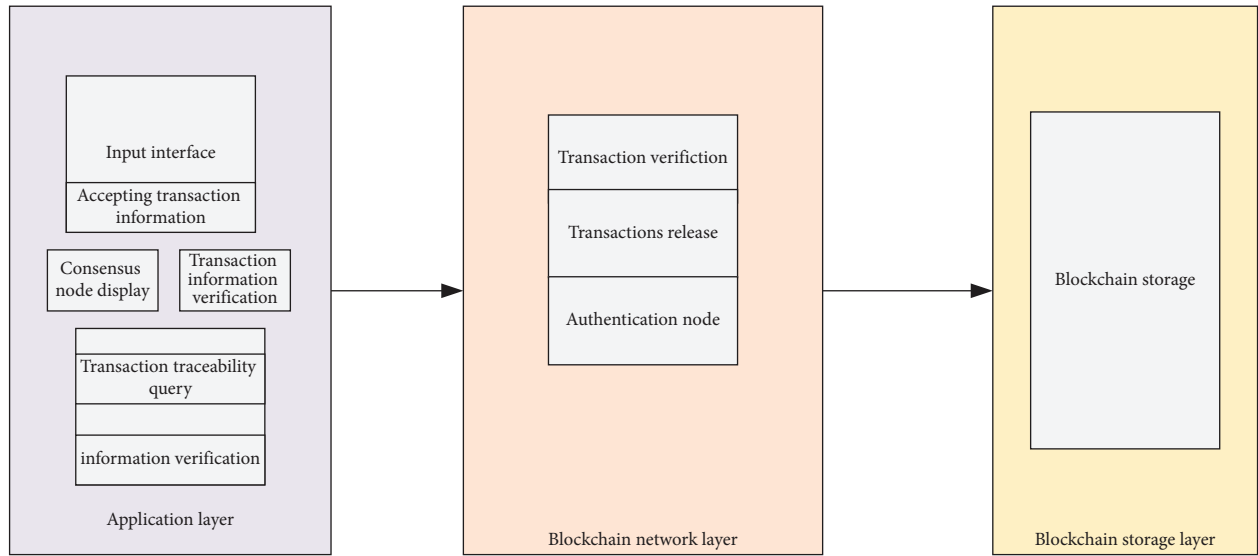 Input interface
Accepting transaction
information
Consensus
node display
Transaction
information
verification
Transaction traceability
query
information verification
Application layer
Transaction verifiction
Transactions release
Authentication node
Blockchain network layer
Blockchain storage
Blockchain storage layer